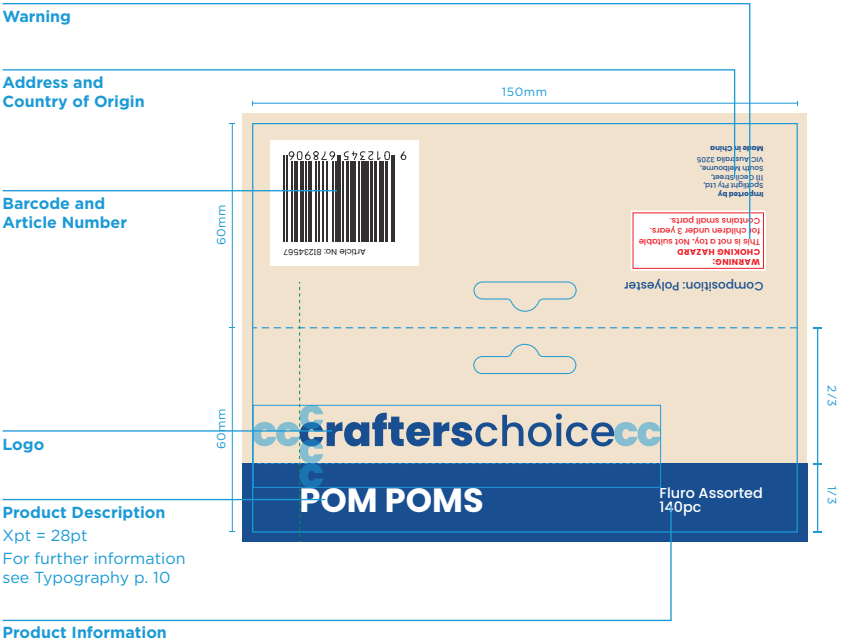 Warning
Address and
Country of Origin
150mm
Barcode and
Article Number
60mm
9 012345 678906
Article No: 81234567
Made in China
VIC Australia 3205
South Melbourne,
111 Cecil Street,
Spotlight Pty Ltd,
Imported by
Contains small parts.
for children under 3 years.
This is not a toy. Not suitable
CHOKING HAZARD
WARNING:
Composition: Polyester
2/3
60mm
c
cccrafterschoicecc
c
c
Logo
Product Description
Xpt = 28pt
For further information
see Typography p. 10
POM POMS
Fluro Assorted
140pc
1/3
Product Information